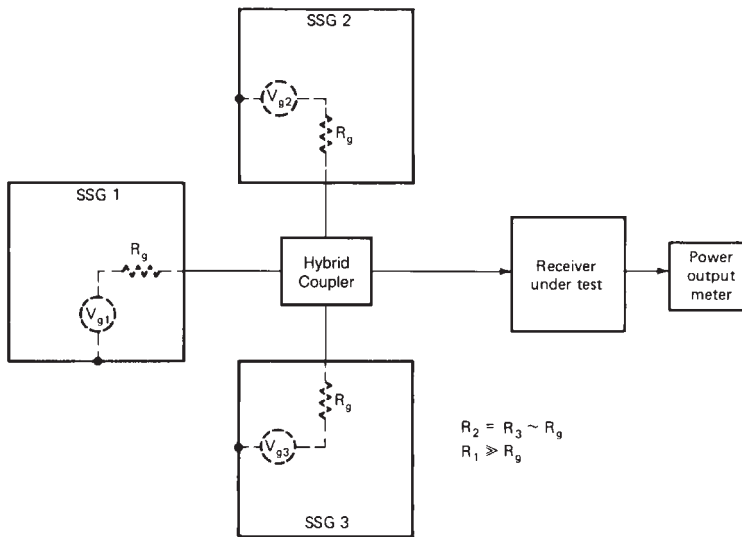 SSG 2
V_g2
R_g
SSG 1
R_g
V_g1
Hybrid
Coupler
Receiver
under test
Power
output
meter
R_g
V_g3
SSG 3
R_2 = R_3 ~ R_g
R_1 ≫ R_g